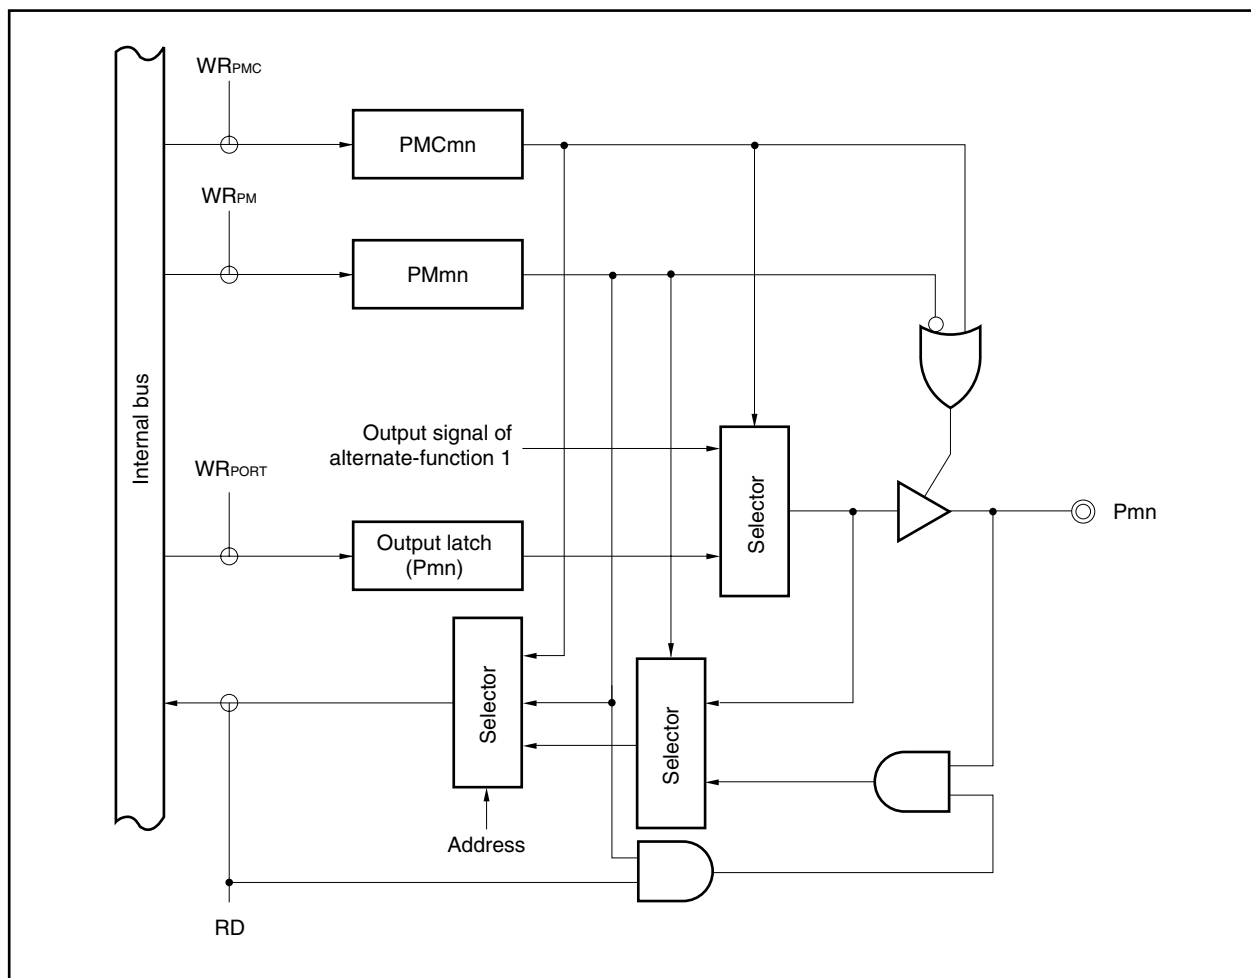 WRPMC
PMCmn
WRPM
PMmn
Internal bus
Output signal of
alternate-function 1
WRPORT
Output latch
(Pmn)
Selector
Pmn
Selector
Selector
Address
RD